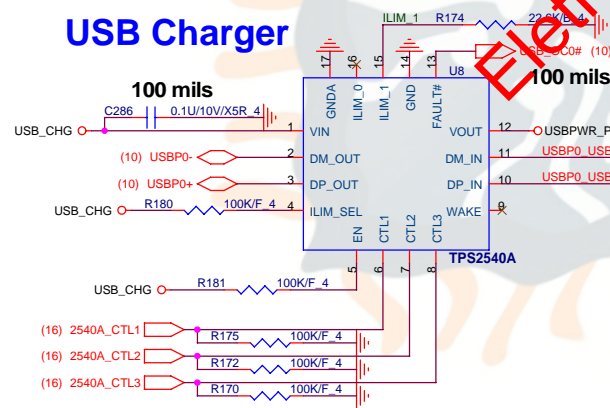 USB Charger
ILIM_1 R174
U8
USB_OC0# (10)
100 mils
100 mils
C286 0.1U/10V/X5R_4
17 16 15 14 13
GNDA ILIM_0 ILIM_1 GND FAULT#
USB_CHG 1 VIN VOUT 12 USBPWR_P
(10) USBP0- 2 DM_OUT DM_IN 11 USBP0_USB
(10) USBP0+ 3 DP_OUT DP_IN 10 USBP0_USB
USB_CHG R180 100K/F_4 4 ILIM_SEL WAKE 9
EN CTL1 CTL2 CTL3
5 6 7 8
TPS2540A
USB_CHG R181 100K/F_4
(16) 2540A_CTL1
R175 100K/F_4
(16) 2540A_CTL2
R172 100K/F_4
(16) 2540A_CTL3
R170 100K/F_4